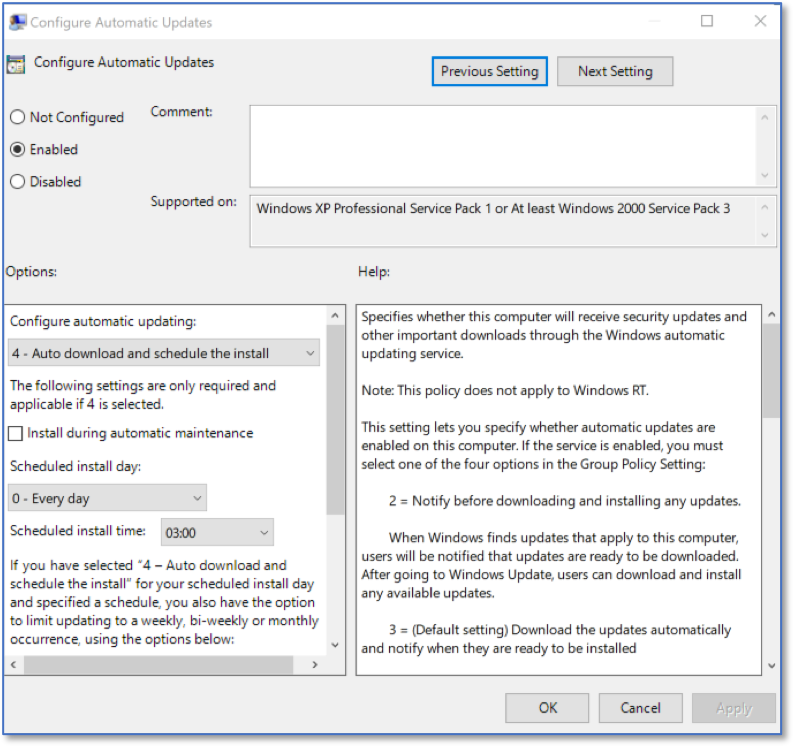 Configure Automatic Updates
Configure Automatic Updates
Previous Setting
Next Setting
Not Configured
Enabled
Disabled
Comment:
Supported on:
Windows XP Professional Service Pack 1 or At least Windows 2000 Service Pack 3
Options:
Help:
Configure automatic updating:
4 - Auto download and schedule the install
The following settings are only required and
applicable if 4 is selected.
Install during automatic maintenance
Scheduled install day:
0 - Every day
Scheduled install time:
03:00
If you have selected “4 – Auto download and
schedule the install” for your scheduled install day
and specified a schedule, you also have the option
to limit updating to a weekly, bi-weekly or monthly
occurrence, using the options below:
Specifies whether this computer will receive security updates and
other important downloads through the Windows automatic
updating service.
Note: This policy does not apply to Windows RT.
This setting lets you specify whether automatic updates are
enabled on this computer. If the service is enabled, you must
select one of the four options in the Group Policy Setting:
2 = Notify before downloading and installing any updates.
When Windows finds updates that apply to this computer,
users will be notified that updates are ready to be downloaded.
After going to Windows Update, users can download and install
any available updates.
3 = (Default setting) Download the updates automatically
and notify when they are ready to be installed
OK
Cancel
Apply